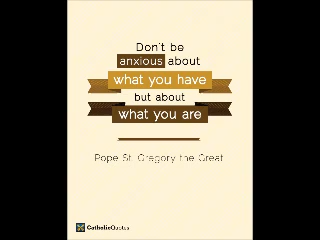 Don't be
anxious about
what you have
but about
what you are
Pope St. Gregory the Great
CatholicQuotes